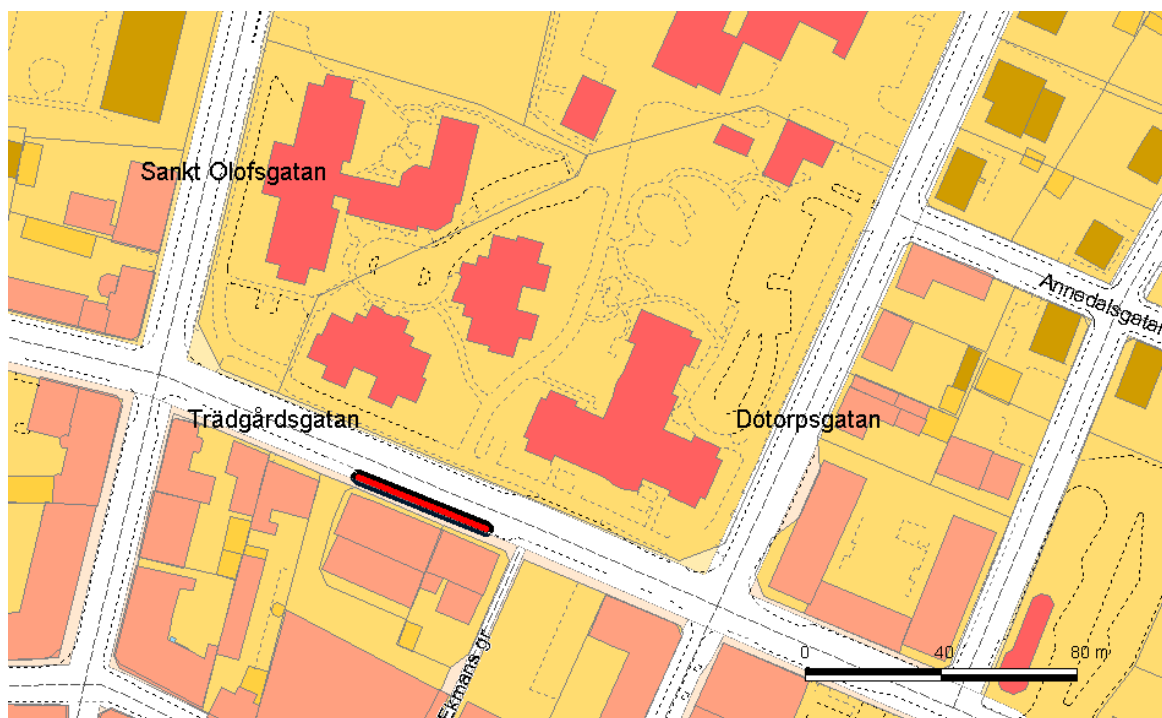 Sankt Olofsgatan
Annedalsgatan
Trädgårdsgatan
Dotorpsgatan
Ekmans gr
0 40 80 m